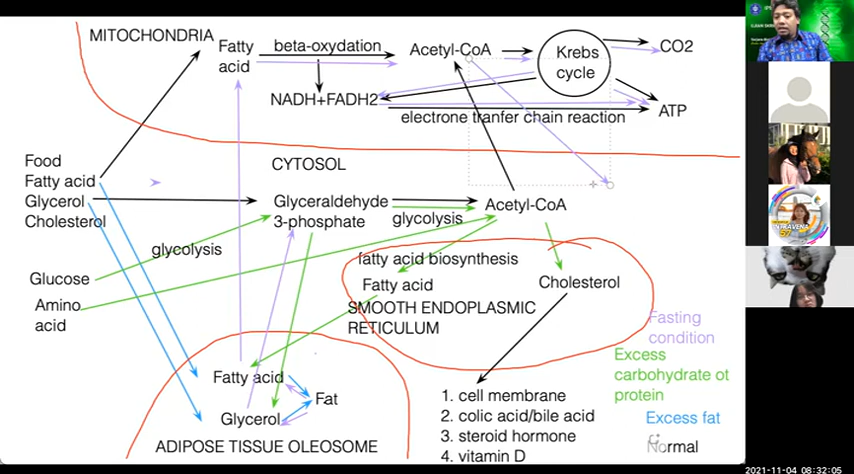 MITOCHONDRIA
Fatty
acid
beta-oxydation
Acetyl-CoA
Krebs
cycle
CO2
NADH+FADH2
ATP
electrone tranfer chain reaction
CYTOSOL
Food
Fatty acid
Glycerol
Cholesterol
Glyceraldehyde
3-phosphate
glycolysis
Acetyl-CoA
glycolysis
Glucose
Amino
acid
fatty acid biosynthesis
Fatty acid
Cholesterol
SMOOTH ENDOPLASMIC
RETICULUM
Fasting
condition
Excess
carbohydrate ot
protein
Excess fat
Normal
Fatty acid
Fat
Glycerol
ADIPOSE TISSUE OLEOSOME
1. cell membrane
2. colic acid/bile acid
3. steroid hormone
4. vitamin D
2021-11-04 08:32:05